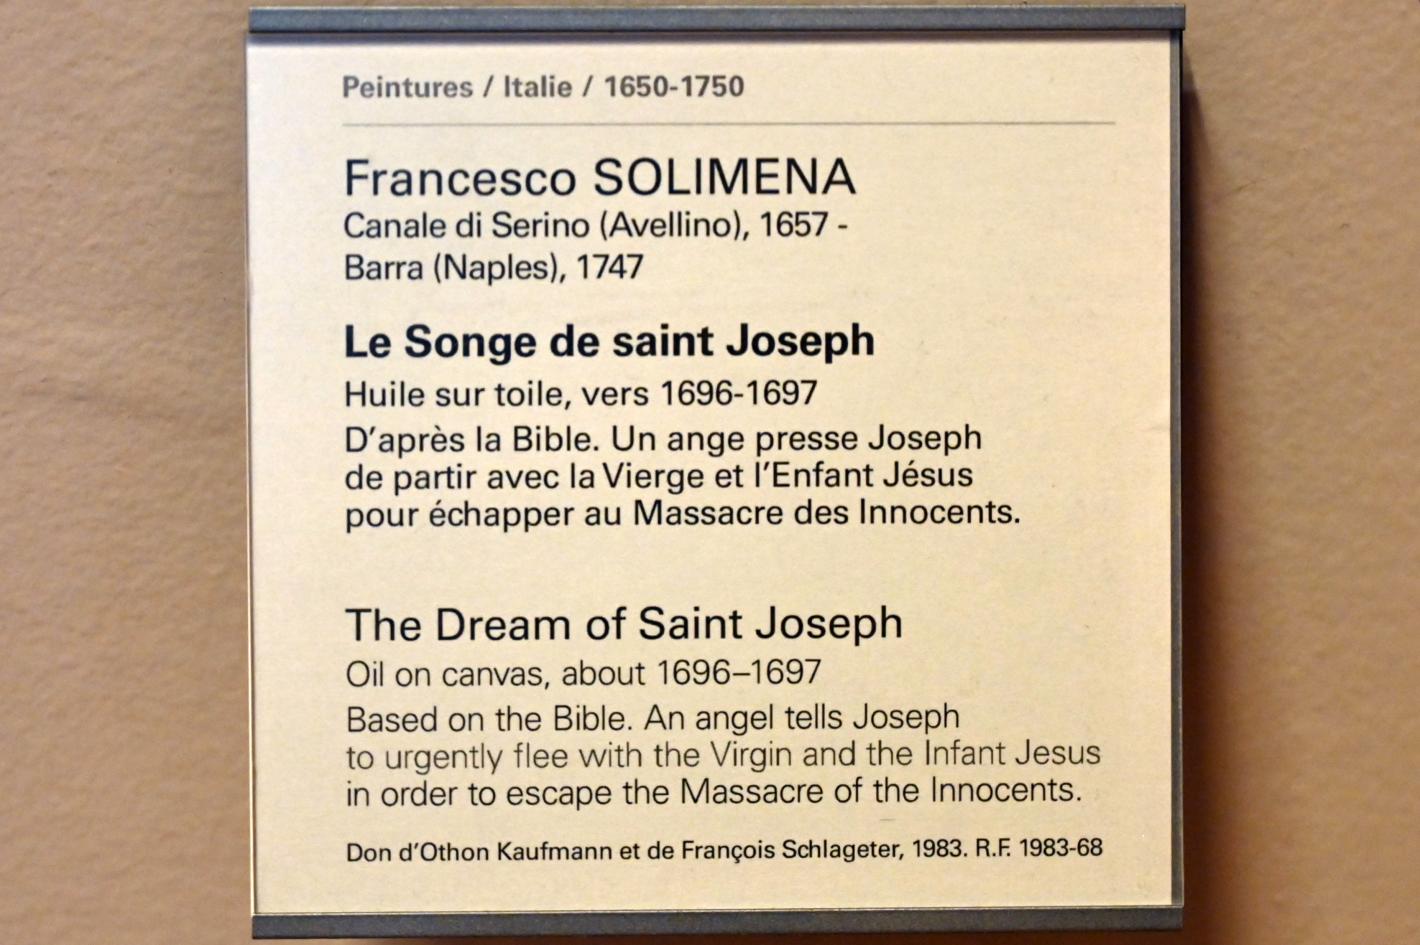 Peintures / Italie / 1650-1750
Francesco SOLIMENA
Canale di Serino (Avellino), 1657 -
Barra (Naples), 1747
Le Songe de saint Joseph
Huile sur toile, vers 1696-1697
D'après la Bible. Un ange presse Joseph
de partir avec la Vierge et l'Enfant Jésus
pour échapper au Massacre des Innocents.
The Dream of Saint Joseph
Oil on canvas, about 1696–1697
Based on the Bible. An angel tells Joseph
to urgently flee with the Virgin and the Infant Jesus
in order to escape the Massacre of the Innocents.
Don d'Othon Kaufmann et de François Schlageter, 1983. R.F. 1983-68